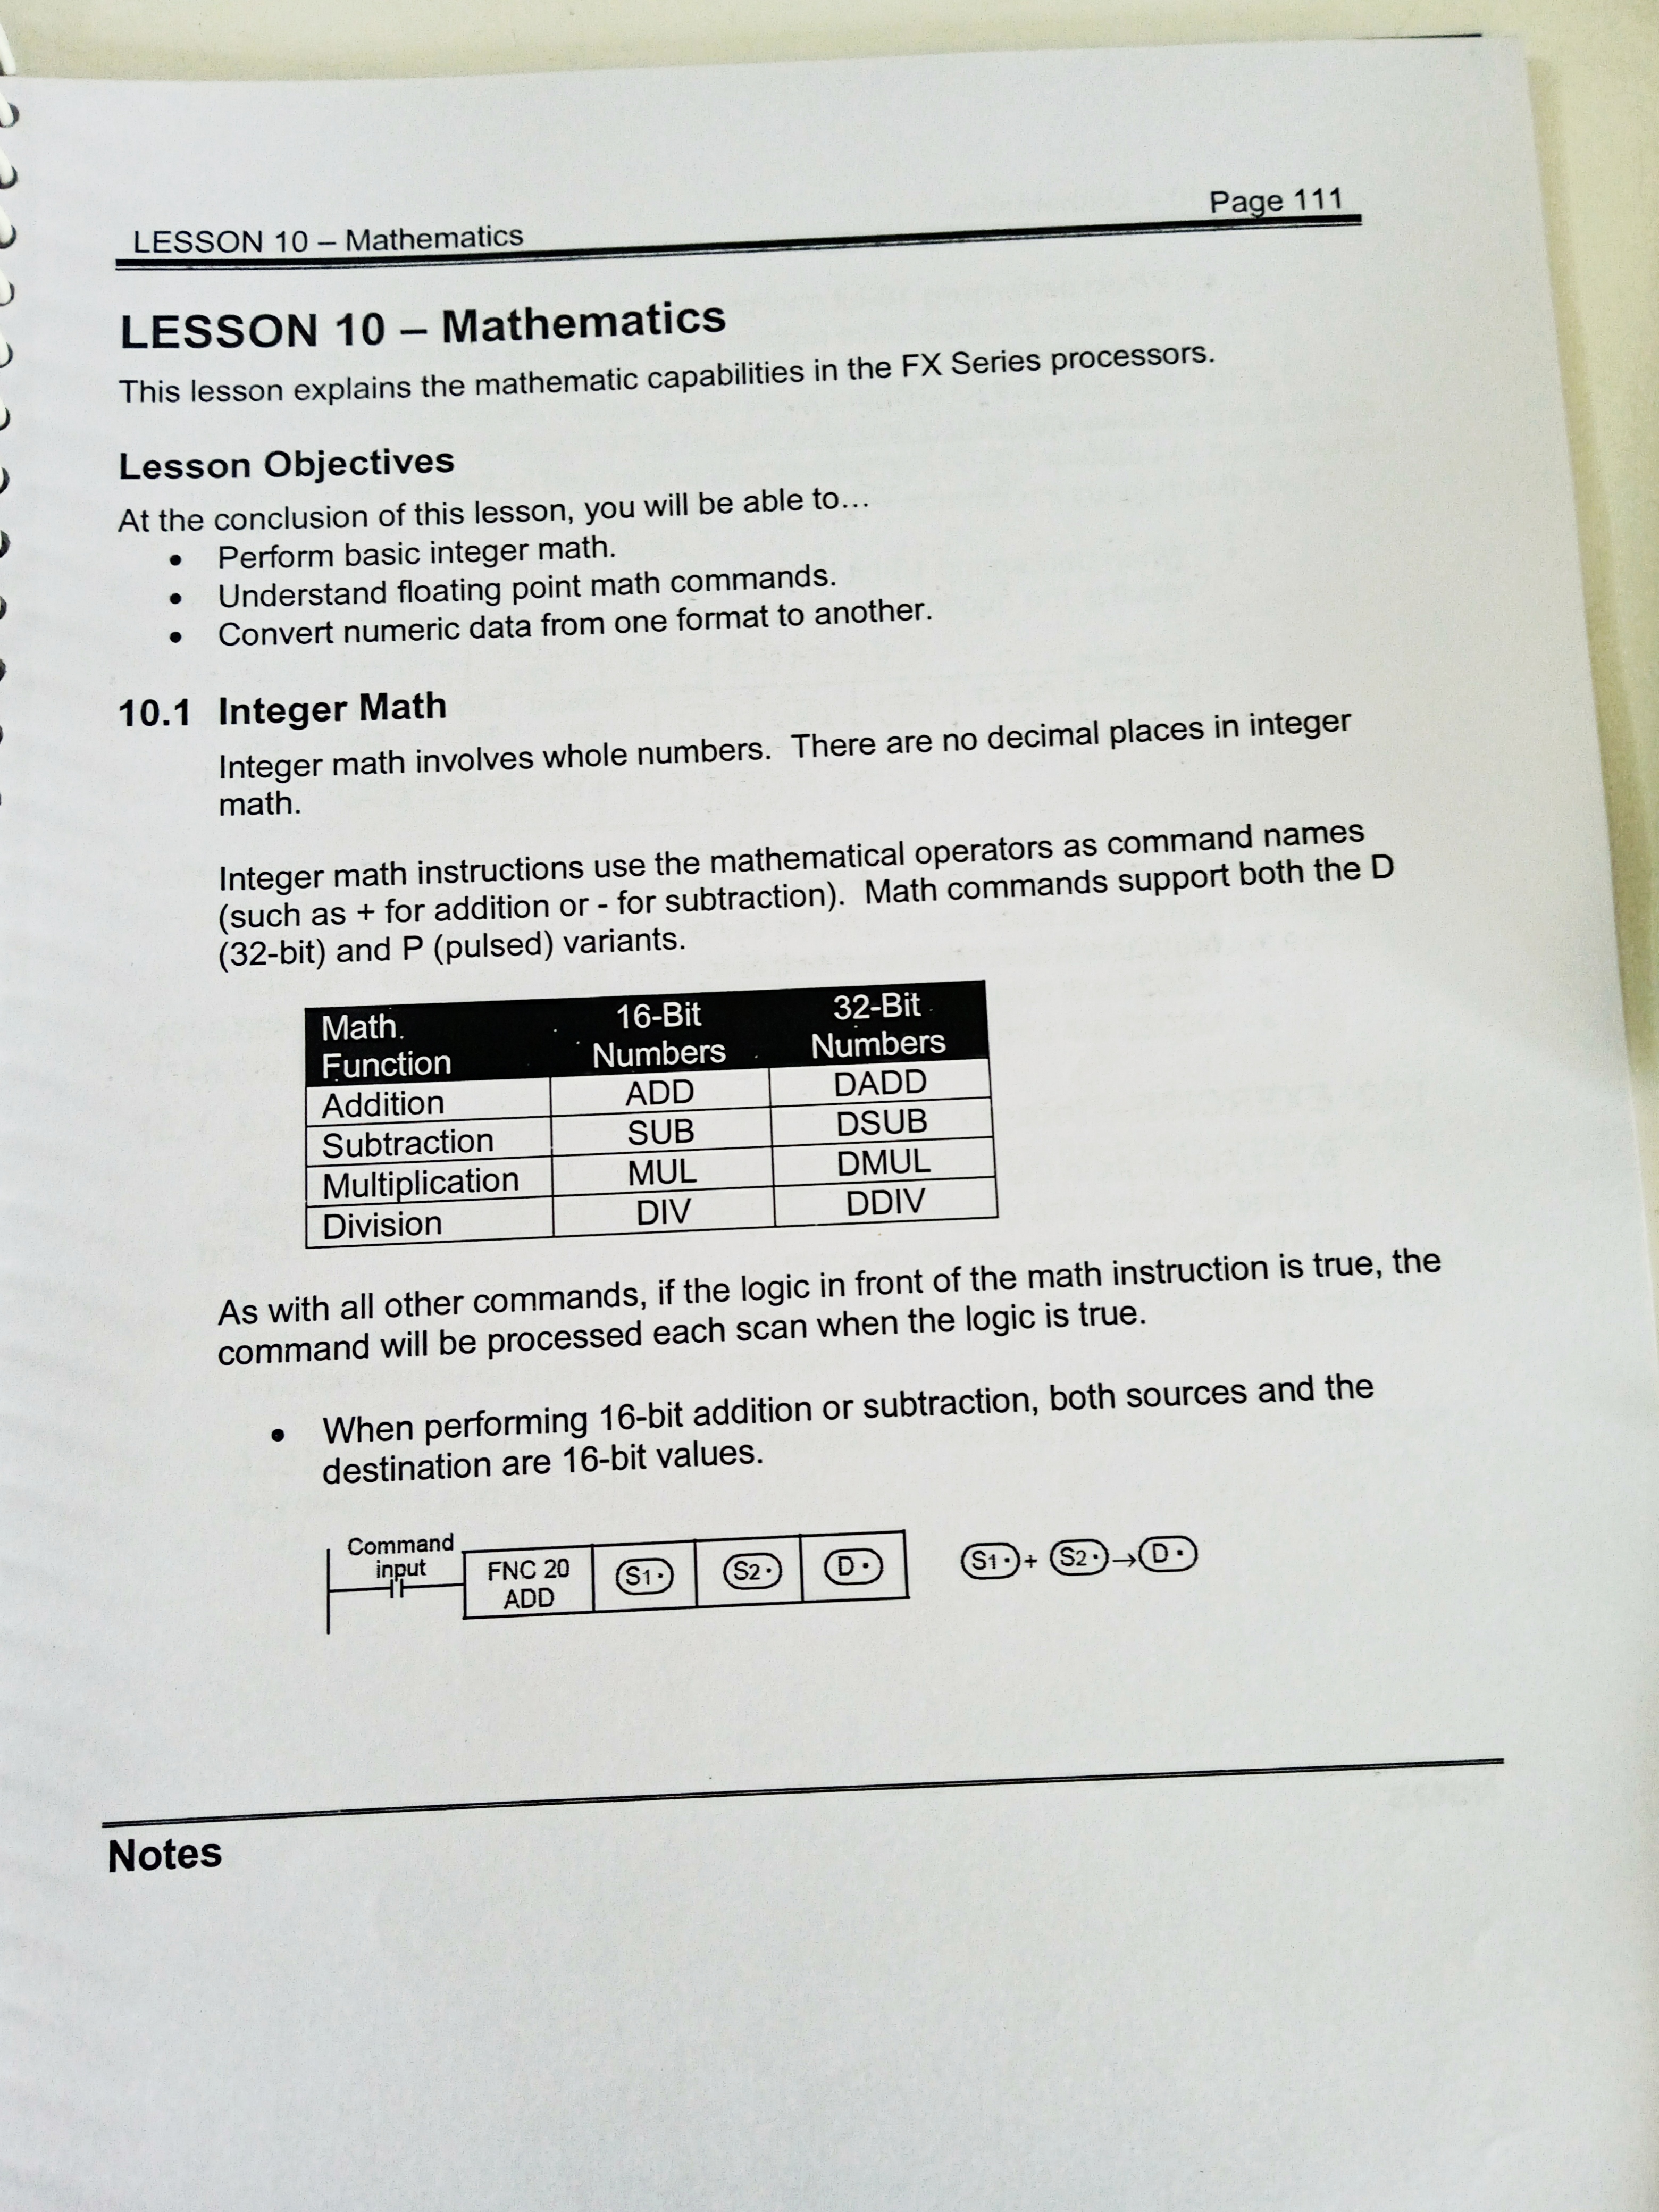 Page 111
LESSON 10 – Mathematics
LESSON 10 – Mathematics
This lesson explains the mathematic capabilities in the FX Series processors.
Lesson Objectives
At the conclusion of this lesson, you will be able to…
• Perform basic integer math.
• Understand floating point math commands.
• Convert numeric data from one format to another.
10.1 Integer Math
Integer math involves whole numbers. There are no decimal places in integer
math.
Integer math instructions use the mathematical operators as command names
(such as + for addition or - for subtraction). Math commands support both the D
(32-bit) and P (pulsed) variants.
Math 16-Bit 32-Bit
Function Numbers Numbers
Addition ADD DADD
Subtraction SUB DSUB
Multiplication MUL DMUL
Division DIV DDIV
As with all other commands, if the logic in front of the math instruction is true, the
command will be processed each scan when the logic is true.
• When performing 16-bit addition or subtraction, both sources and the
destination are 16-bit values.
Command
input
FNC 20 S1· S2· D· S1· + S2· → D·
ADD
Notes